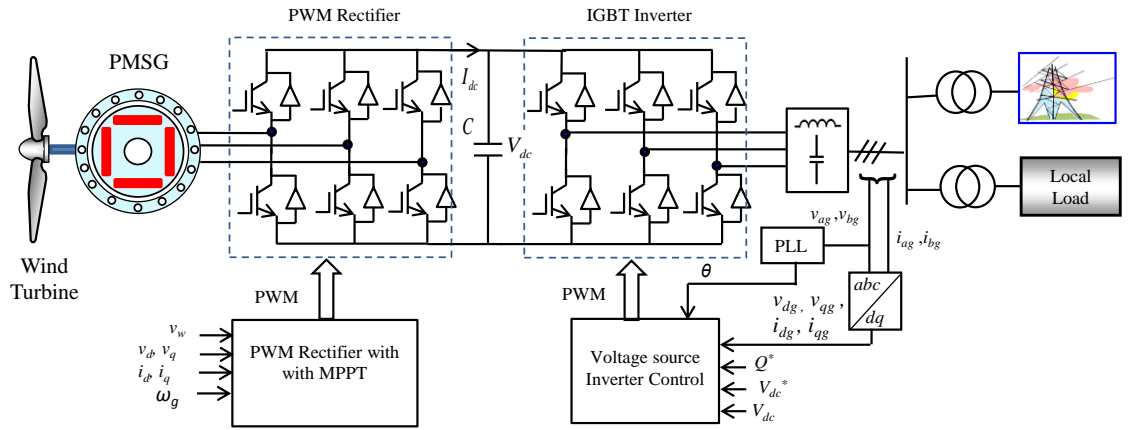 PWM Rectifier
IGBT Inverter
PMSG
I_dc
C
V_dc
Wind
Turbine
Local
Load
v_ag ,v_bg
i_ag ,i_bg
PLL
θ
PWM
PWM
abc
dq
v_dg , v_qg ,
i_dg, i_qg
v_w
v_d, v_q
i_d, i_q
ω_g
PWM Rectifier with
with MPPT
Voltage source
Inverter Control
Q*
V_dc*
V_dc